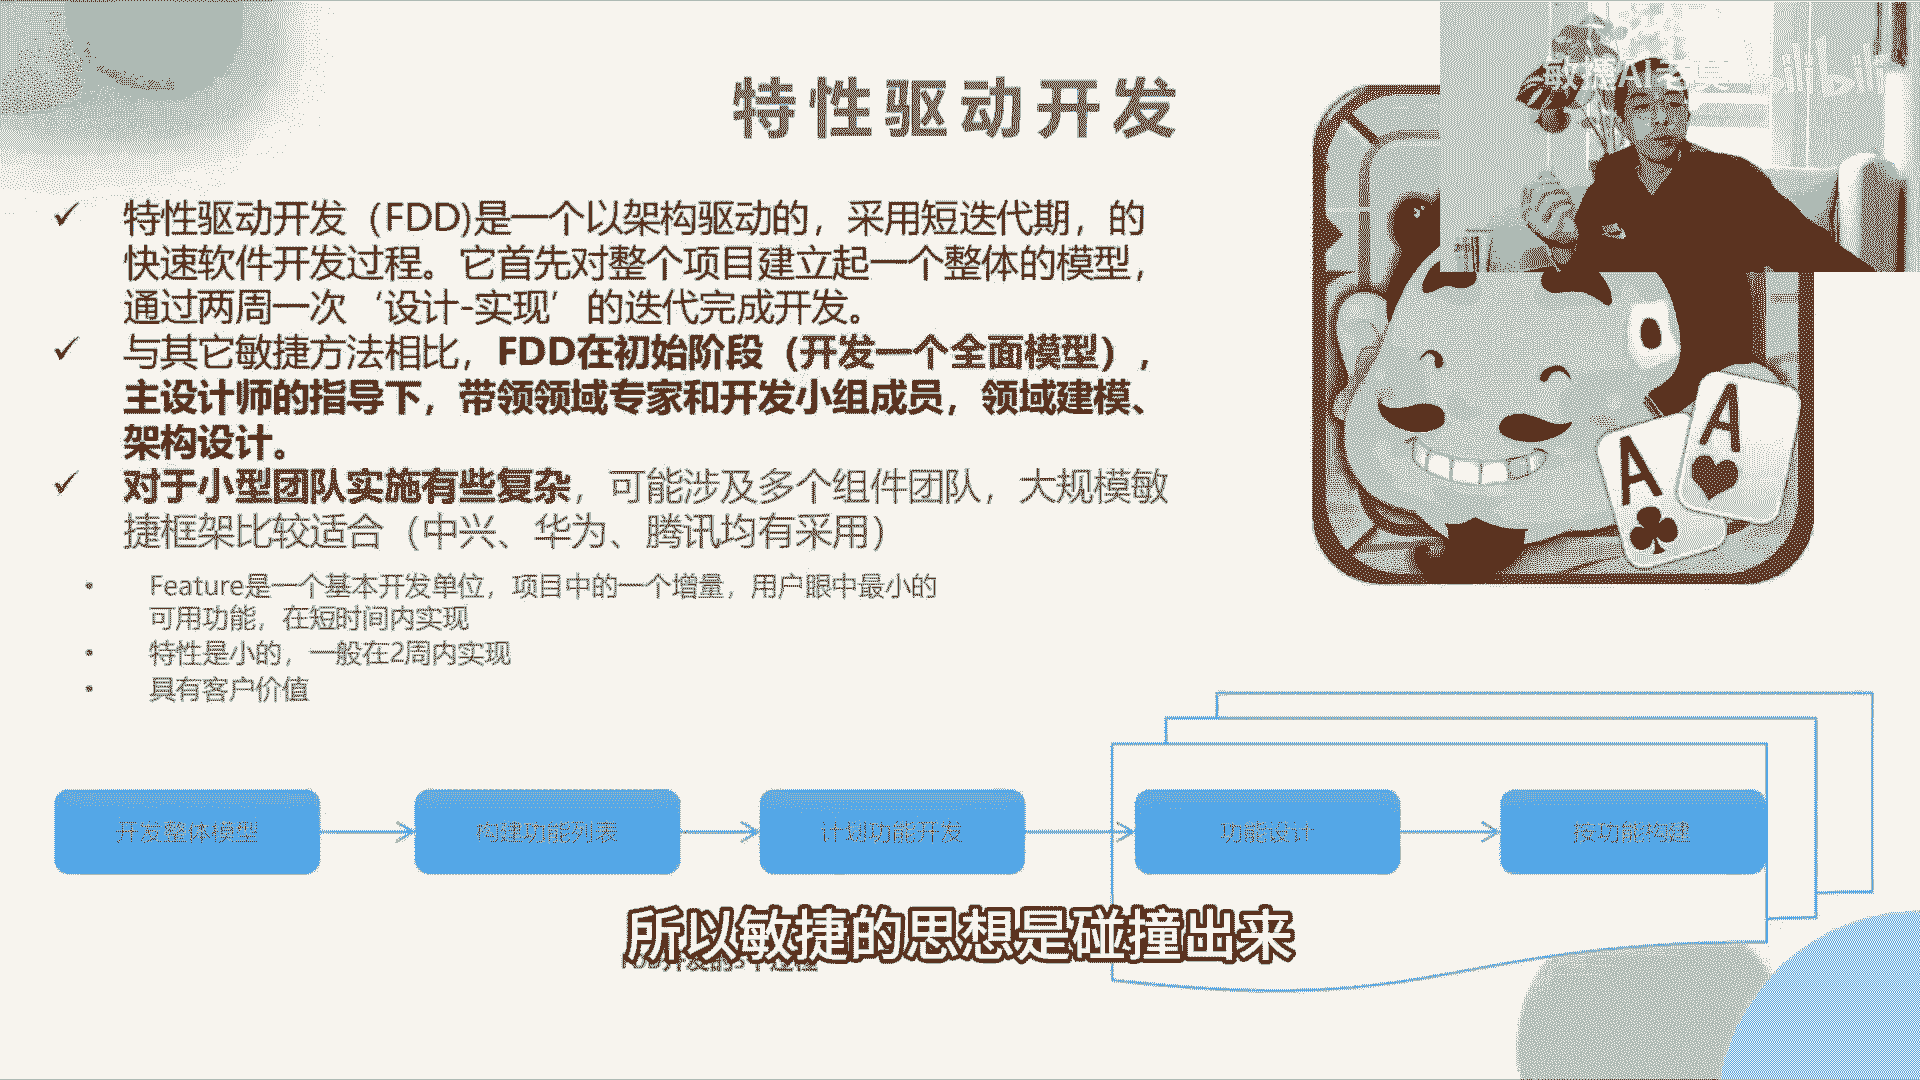 特性驱动开发
敏捷AI
bilibili
✓ 特性驱动开发（FDD)是一个以架构驱动的，采用短迭代期，的
快速软件开发过程。它首先对整个项目建立起一个整体的模型，
通过两周一次‘设计-实现’的迭代完成开发。
✓ 与其它敏捷方法相比，FDD在初始阶段（开发一个全面模型），
主设计师的指导下，带领领域专家和开发小组成员，领域建模、
架构设计。
✓ 对于小型团队实施有些复杂，可能涉及多个组件团队，大规模敏
捷框架比较适合（中兴、华为、腾讯均有采用）
• Feature是一个基本开发单位，项目中的一个增量，用户眼中最小的
可用功能，在短时间内实现
• 特性是小的，一般在2周内实现
• 具有客户价值
A
A
开发整体模型
构建功能列表
计划功能开发
功能设计
按功能构建
所以敏捷的思想是碰撞出来